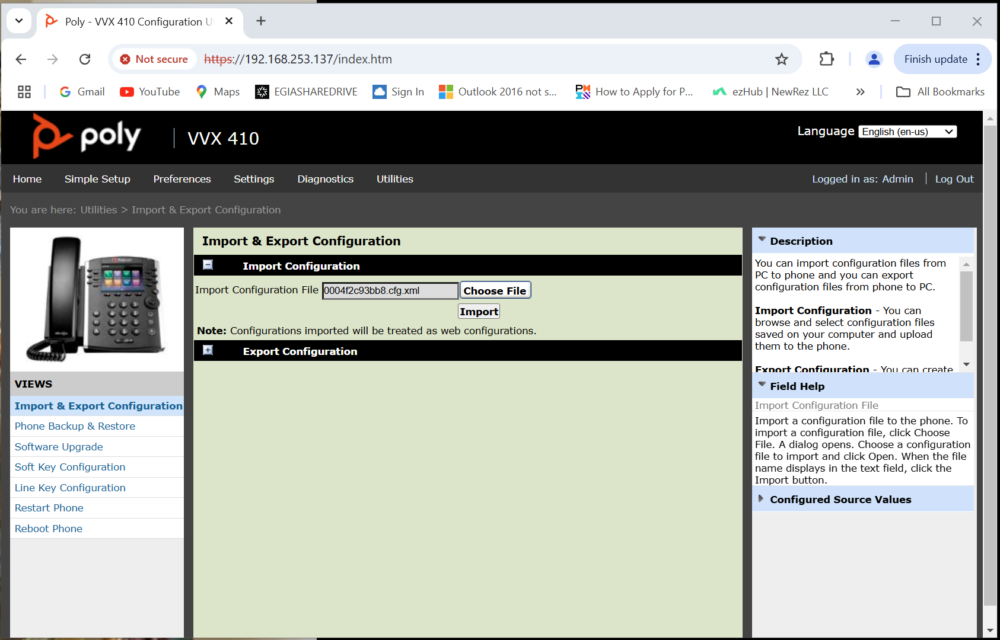 Poly - VVX 410 Configuration U
Not secure https://192.168.253.137/index.htm Finish update
Gmail YouTube Maps EGIASHAREDRIVE Sign In Outlook 2016 not s... How to Apply for P... ezHub | NewRez LLC All Bookmarks
poly VVX 410 Language English (en-us)
Home Simple Setup Preferences Settings Diagnostics Utilities Logged in as: Admin Log Out
You are here: Utilities > Import & Export Configuration
VIEWS
Import & Export Configuration
Phone Backup & Restore
Software Upgrade
Soft Key Configuration
Line Key Configuration
Restart Phone
Reboot Phone
Import & Export Configuration
Import Configuration
Import Configuration File 0004f2c93bb8.cfg.xml Choose File
Import
Note: Configurations imported will be treated as web configurations.
Export Configuration
Description
You can import configuration files from
PC to phone and you can export
configuration files from phone to PC.
Import Configuration - You can
browse and select configuration files
saved on your computer and upload
them to the phone.
Export Configuration - You can create
Field Help
Import Configuration File
Import a configuration file to the phone. To
import a configuration file, click Choose
File. A dialog opens. Choose a configuration
file to import and click Open. When the file
name displays in the text field, click the
Import button.
Configured Source Values